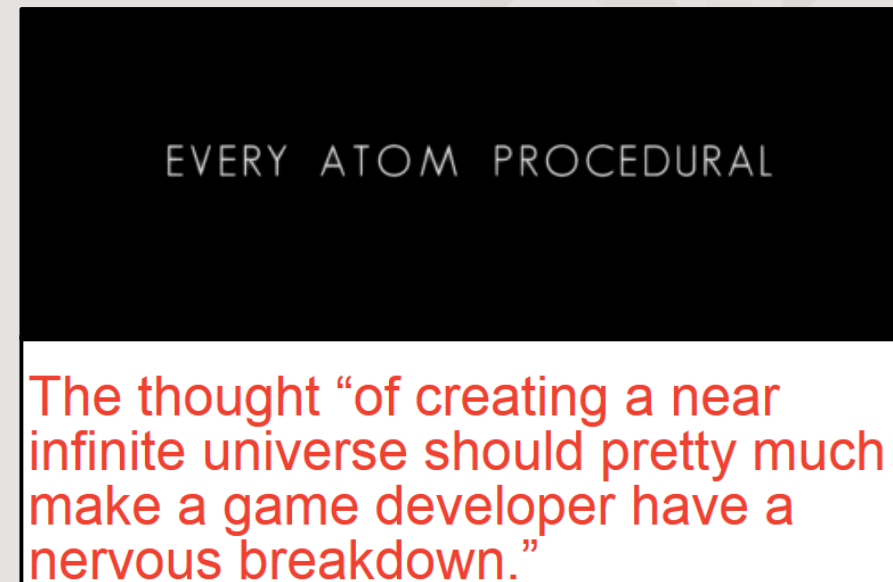 EVERY ATOM PROCEDURAL
The thought “of creating a near
infinite universe should pretty much
make a game developer have a
nervous breakdown.”